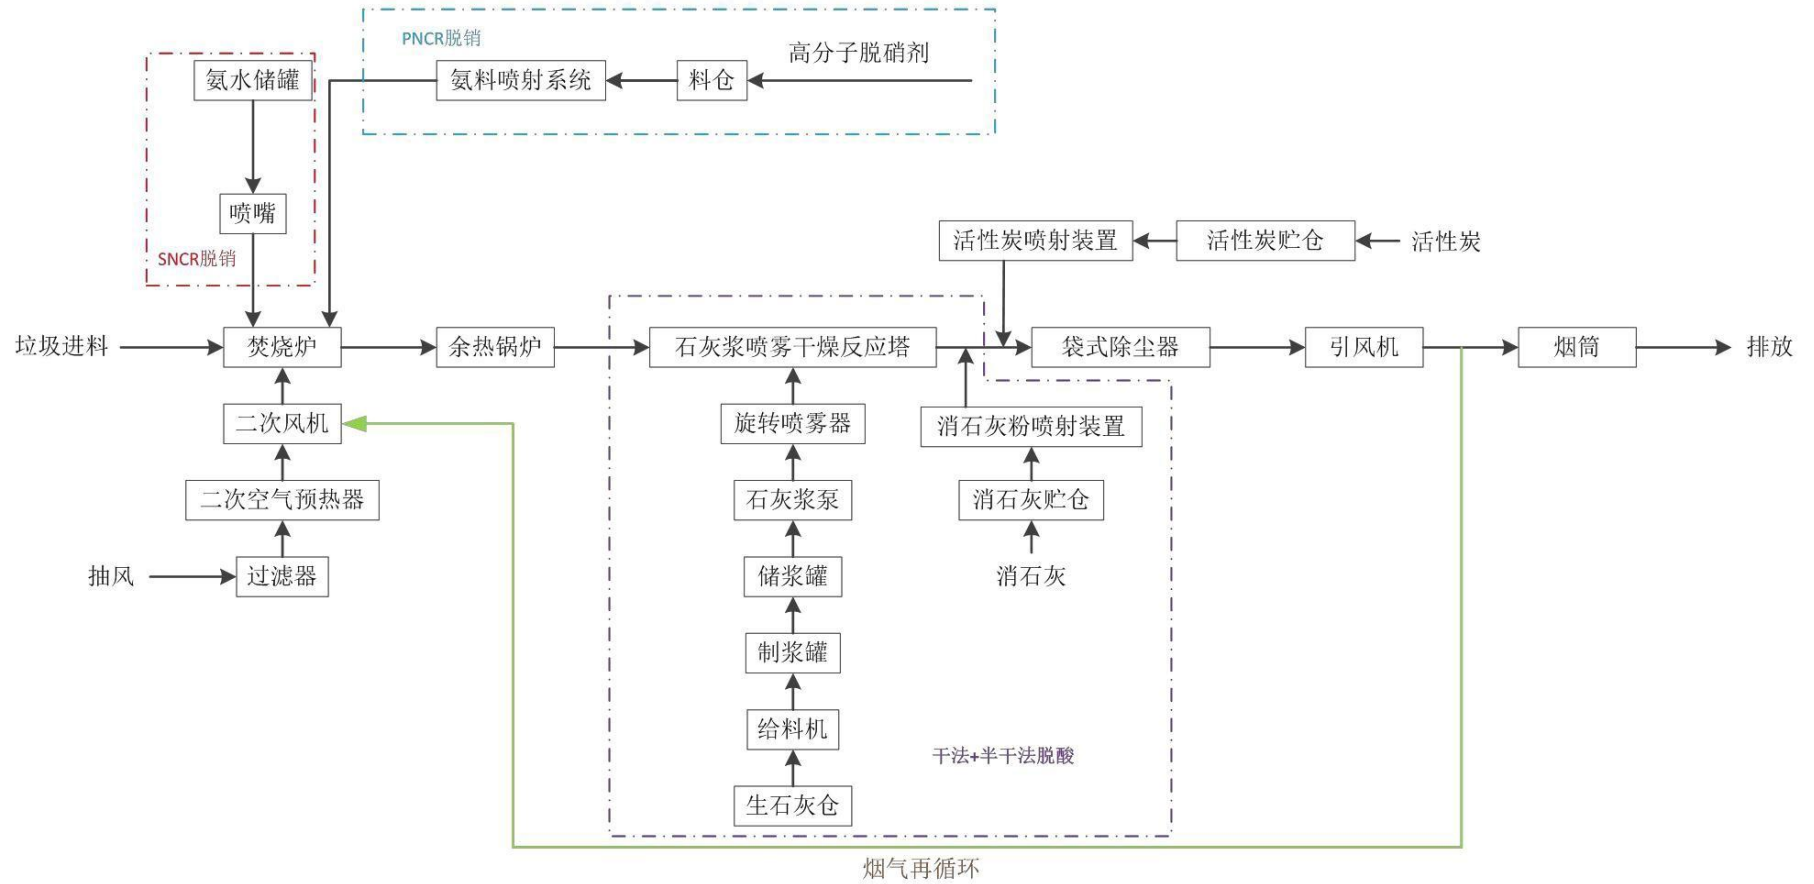 PNCR脱销
高分子脱硝剂
氨水储罐
氨料喷射系统
料仓
喷嘴
SNCR脱销
活性炭喷射装置
活性炭贮仓
活性炭
垃圾进料
焚烧炉
余热锅炉
石灰浆喷雾干燥反应塔
袋式除尘器
引风机
烟筒
排放
二次风机
旋转喷雾器
消石灰粉喷射装置
二次空气预热器
石灰浆泵
消石灰贮仓
抽风
过滤器
储浆罐
消石灰
制浆罐
给料机
干法+半干法脱酸
生石灰仓
烟气再循环